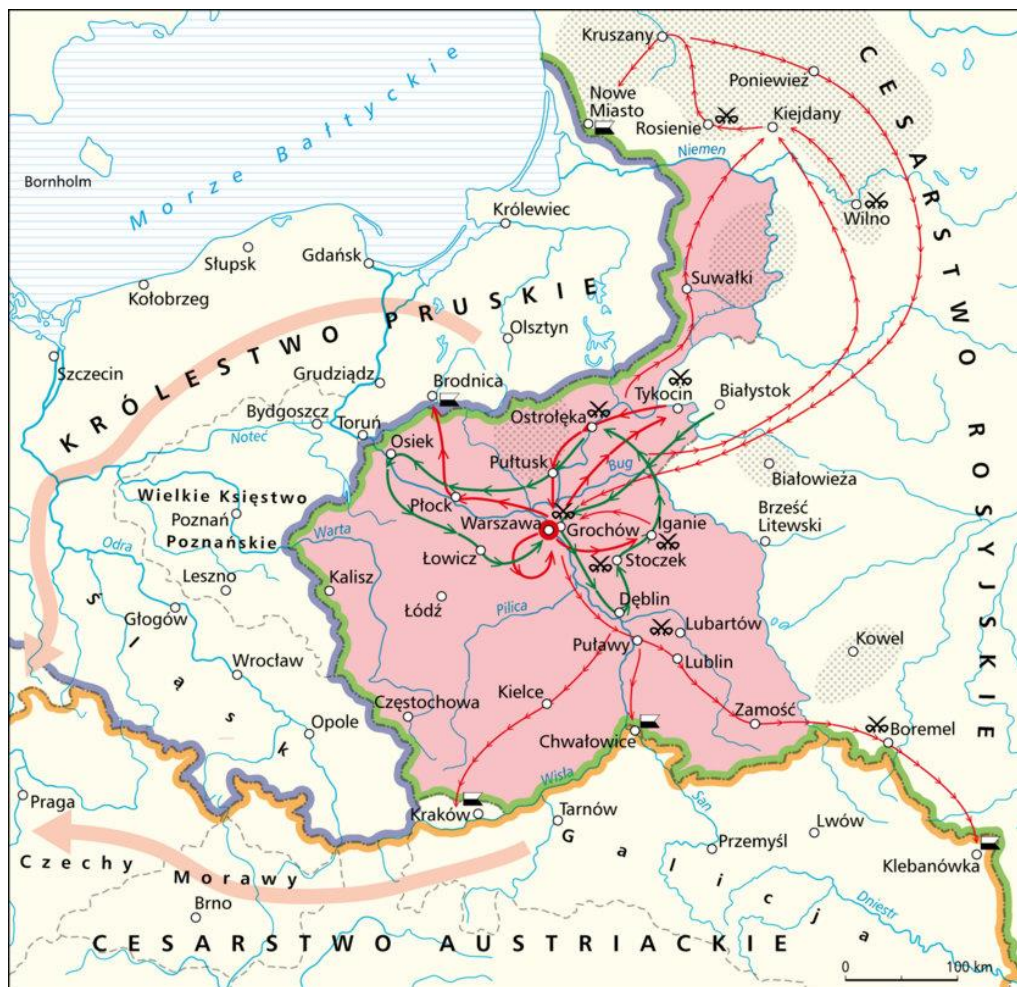 Kruszany
CESARSTWO ROSYJSKIE
Poniewież
Nowe
Miasto
Rosienie
Kiejdany
Morze Bałtyckie
Niemen
Bornholm
Wilno
Królewiec
Gdańsk
Słupsk
Kołobrzeg
Suwałki
KRÓLESTWO PRUSKIE
Olsztyn
Szczecin
Grudziądz
Brodnica
Tykocin
Białystok
Bydgoszcz
Toruń
Ostrołęka
Noteć
Osiek
Pułtusk
Bug
Białowieża
Wielkie Księstwo
Poznań
Poznańskie
Płock
Warszawa
Grochów
Iganie
Brześć
Litewski
Odra
Warta
Łowicz
Stoczek
Leszno
Kalisz
Łódź
Pilica
Dęblin
Głogów
Śląsk
Puławy
Lubartów
Kowel
Wrocław
Lublin
Kielce
Częstochowa
Zamość
Opole
Chwałowice
Boremel
Wisła
Praga
Kraków
Tarnów
San
Lwów
Galicja
Przemyśl
Klebanówka
Czechy
Morawy
Dniestr
Brno
CESARSTWO AUSTRIACKIE
0
100 km